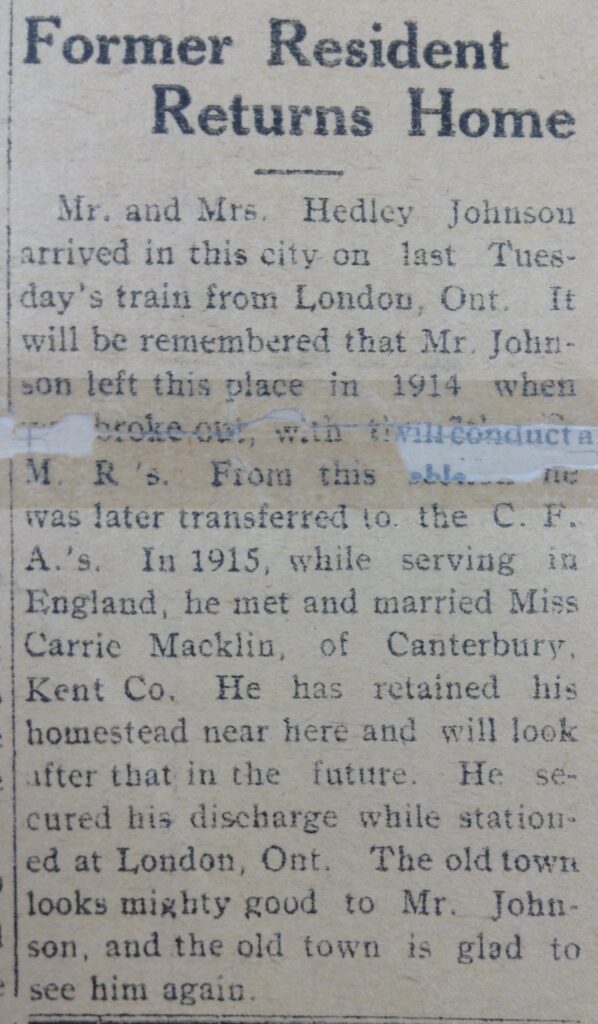 Former Resident
Returns Home
Mr. and Mrs. Hedley Johnson
arrived in this city on last Tues-
day's train from London, Ont. It
will be remembered that Mr. John-
son left this place in 1914 when
broke out, with
will conduct a
M. R 's. From this he
was later transferred to. the C. F.
A.'s. In 1915, while serving in
England, he met and married Miss
Carrie Macklin, of Canterbury,
Kent Co. He has retained his
homestead near here and will look
after that in the future. He se-
cured his discharge while station-
ed at London, Ont. The old town
looks mighty good to Mr. John-
son, and the old town is glad to
see him again.